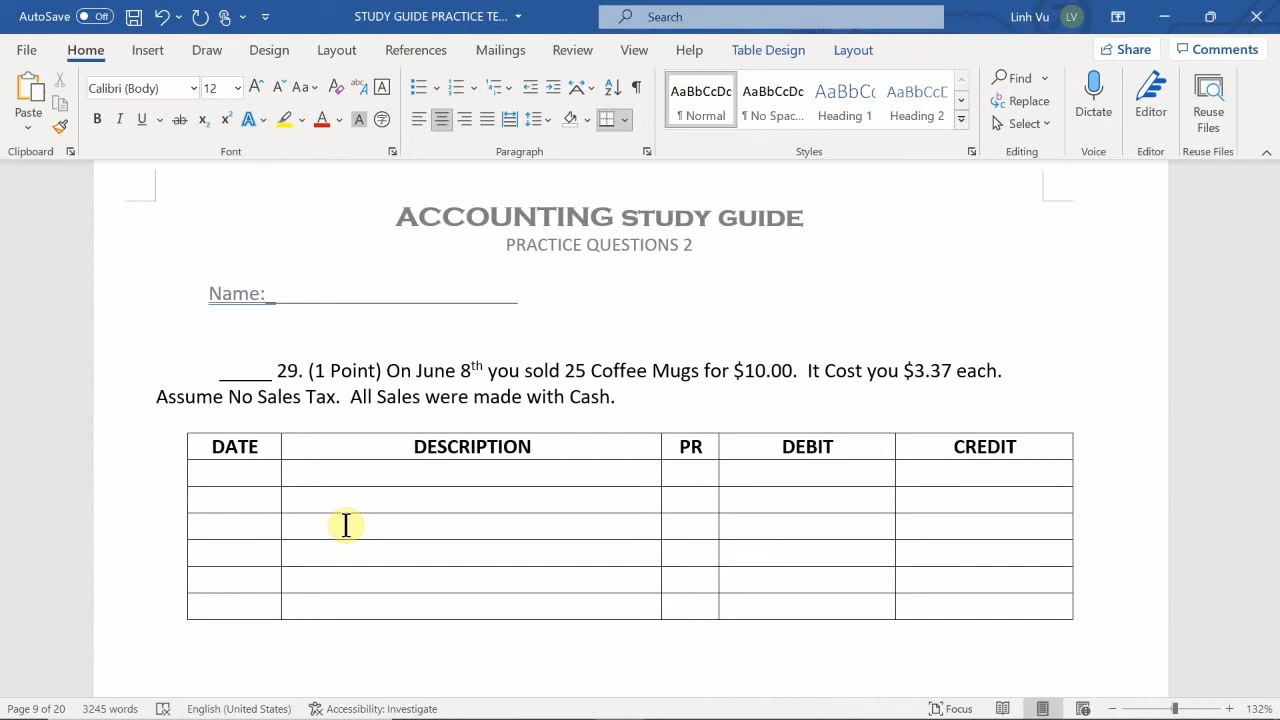 AutoSave Off STUDY GUIDE PRACTICE TE... Search Linh Vu LV
File Home Insert Draw Design Layout References Mailings Review View Help Table Design Layout Share Comments
Paste Calibri (Body) 12 Aa AaBbCcDc AaBbCcDc AaBbCc AaBbCcC Find Replace Select Dictate Editor Reuse Files
¶ Normal ¶ No Spac... Heading 1 Heading 2
Clipboard Font Paragraph Styles Editing Voice Editor Reuse Files
ACCOUNTING STUDY GUIDE
PRACTICE QUESTIONS 2
Name:_______________________
_____ 29. (1 Point) On June 8th you sold 25 Coffee Mugs for $10.00. It Cost you $3.37 each.
Assume No Sales Tax. All Sales were made with Cash.
DATE DESCRIPTION PR DEBIT CREDIT
Page 9 of 20 3245 words English (United States) Accessibility: Investigate Focus 132%